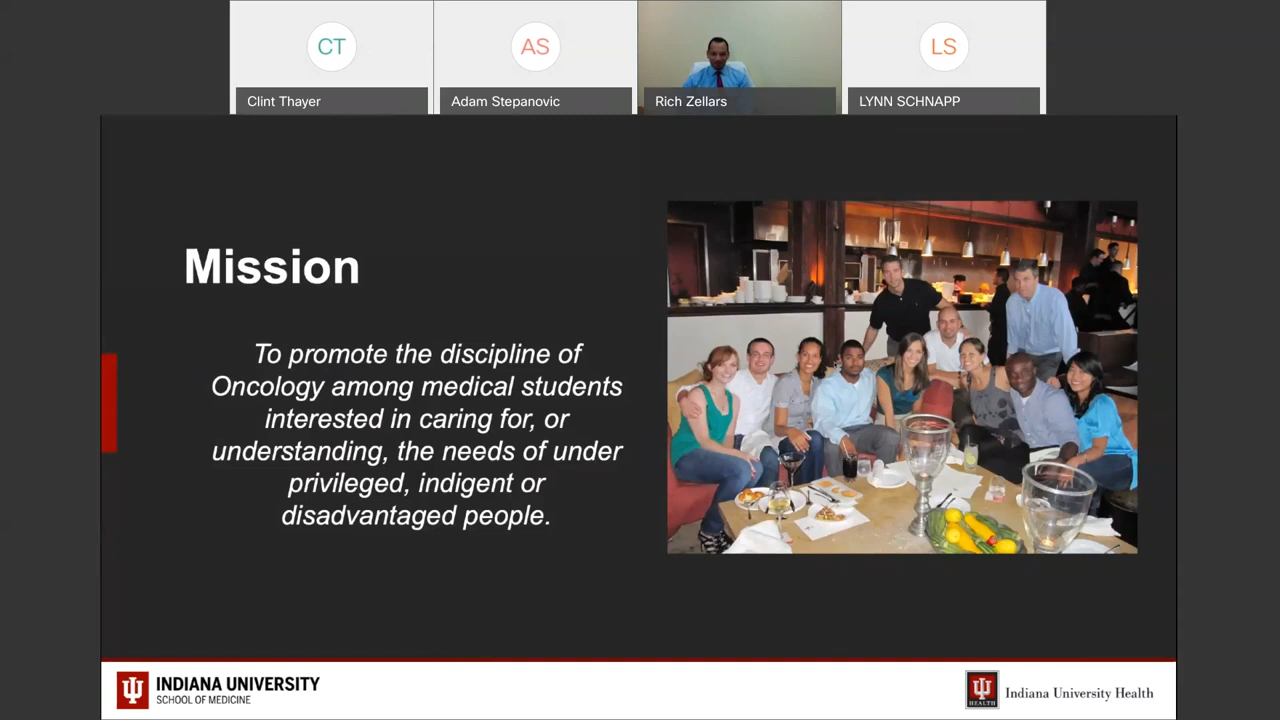 CT
AS
LS
Clint Thayer
Adam Stepanovic
Rich Zellars
LYNN SCHNAPP
Mission
To promote the discipline of
Oncology among medical students
interested in caring for, or
understanding, the needs of under
privileged, indigent or
disadvantaged people.
INDIANA UNIVERSITY
SCHOOL OF MEDICINE
HEALTH
Indiana University Health